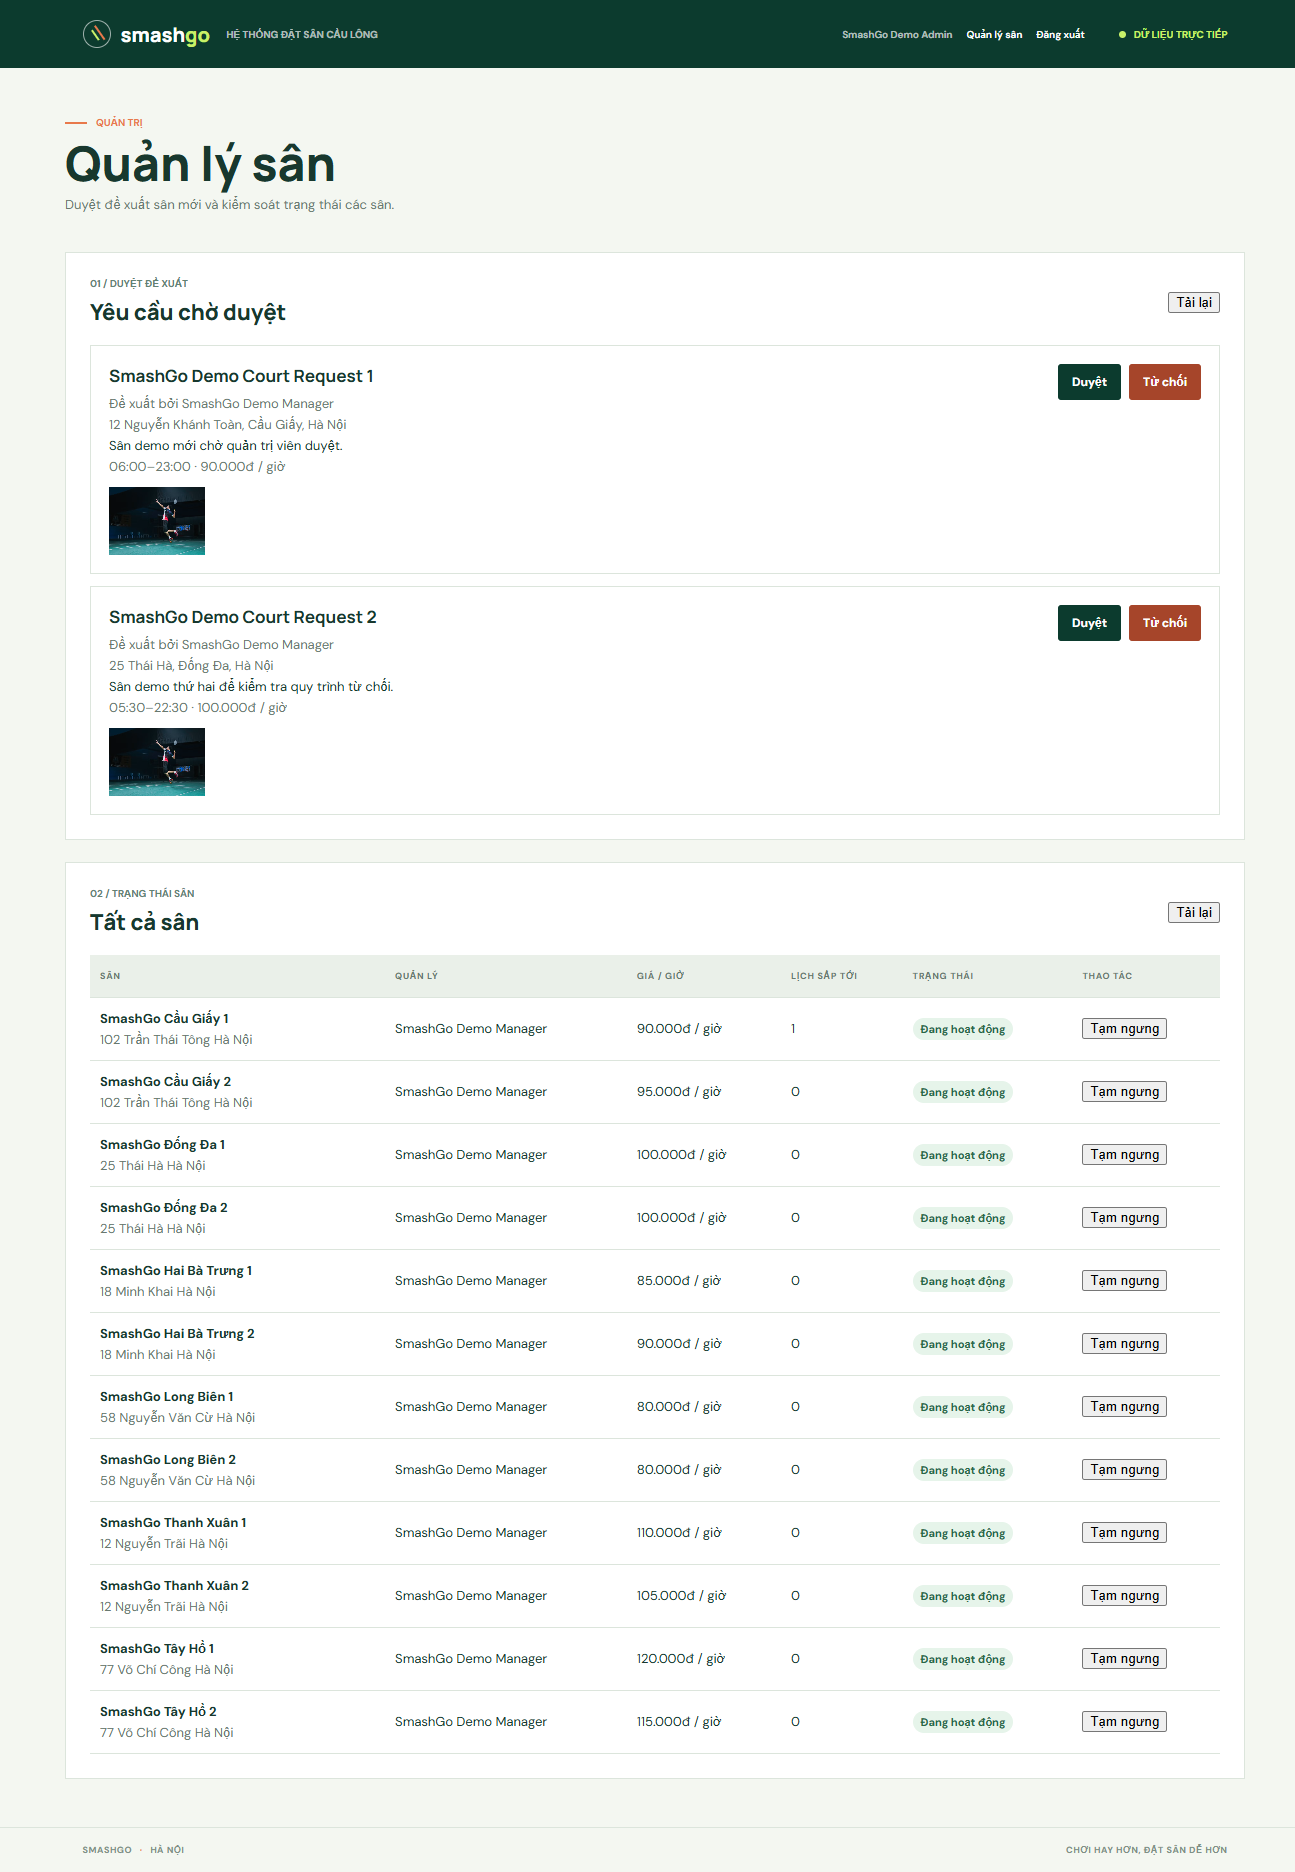 smashgo HỆ THỐNG ĐẶT SÂN CẦU LÔNG SmashGo Demo Admin Quản lý sân Đăng xuất DỮ LIỆU TRỰC TIẾP
QUẢN TRỊ
Quản lý sân
Duyệt đề xuất sân mới và kiểm soát trạng thái các sân.
01 / DUYỆT ĐỀ XUẤT
Yêu cầu chờ duyệt
Tải lại
SmashGo Demo Court Request 1
Duyệt Từ chối
Đề xuất bởi SmashGo Demo Manager
12 Nguyễn Khánh Toàn, Cầu Giấy, Hà Nội
Sân demo mới chờ quản trị viên duyệt.
06:00–23:00 · 90.000đ / giờ
SmashGo Demo Court Request 2
Duyệt Từ chối
Đề xuất bởi SmashGo Demo Manager
25 Thái Hà, Đống Đa, Hà Nội
Sân demo thứ hai để kiểm tra quy trình từ chối.
05:30–22:30 · 100.000đ / giờ
02 / TRẠNG THÁI SÂN
Tất cả sân
Tải lại
SÂN QUẢN LÝ GIÁ / GIỜ LỊCH SẮP TỚI TRẠNG THÁI THAO TÁC
SmashGo Cầu Giấy 1
102 Trần Thái Tông Hà Nội
SmashGo Demo Manager 90.000đ / giờ 1 Đang hoạt động Tạm ngưng
SmashGo Cầu Giấy 2
102 Trần Thái Tông Hà Nội
SmashGo Demo Manager 95.000đ / giờ 0 Đang hoạt động Tạm ngưng
SmashGo Đống Đa 1
25 Thái Hà Hà Nội
SmashGo Demo Manager 100.000đ / giờ 0 Đang hoạt động Tạm ngưng
SmashGo Đống Đa 2
25 Thái Hà Hà Nội
SmashGo Demo Manager 100.000đ / giờ 0 Đang hoạt động Tạm ngưng
SmashGo Hai Bà Trưng 1
18 Minh Khai Hà Nội
SmashGo Demo Manager 85.000đ / giờ 0 Đang hoạt động Tạm ngưng
SmashGo Hai Bà Trưng 2
18 Minh Khai Hà Nội
SmashGo Demo Manager 90.000đ / giờ 0 Đang hoạt động Tạm ngưng
SmashGo Long Biên 1
58 Nguyễn Văn Cừ Hà Nội
SmashGo Demo Manager 80.000đ / giờ 0 Đang hoạt động Tạm ngưng
SmashGo Long Biên 2
58 Nguyễn Văn Cừ Hà Nội
SmashGo Demo Manager 80.000đ / giờ 0 Đang hoạt động Tạm ngưng
SmashGo Thanh Xuân 1
12 Nguyễn Trãi Hà Nội
SmashGo Demo Manager 110.000đ / giờ 0 Đang hoạt động Tạm ngưng
SmashGo Thanh Xuân 2
12 Nguyễn Trãi Hà Nội
SmashGo Demo Manager 105.000đ / giờ 0 Đang hoạt động Tạm ngưng
SmashGo Tây Hồ 1
77 Võ Chí Công Hà Nội
SmashGo Demo Manager 120.000đ / giờ 0 Đang hoạt động Tạm ngưng
SmashGo Tây Hồ 2
77 Võ Chí Công Hà Nội
SmashGo Demo Manager 115.000đ / giờ 0 Đang hoạt động Tạm ngưng
SMASHGO · HÀ NỘI CHƠI HAY HƠN, ĐẶT SÂN DỄ HƠN